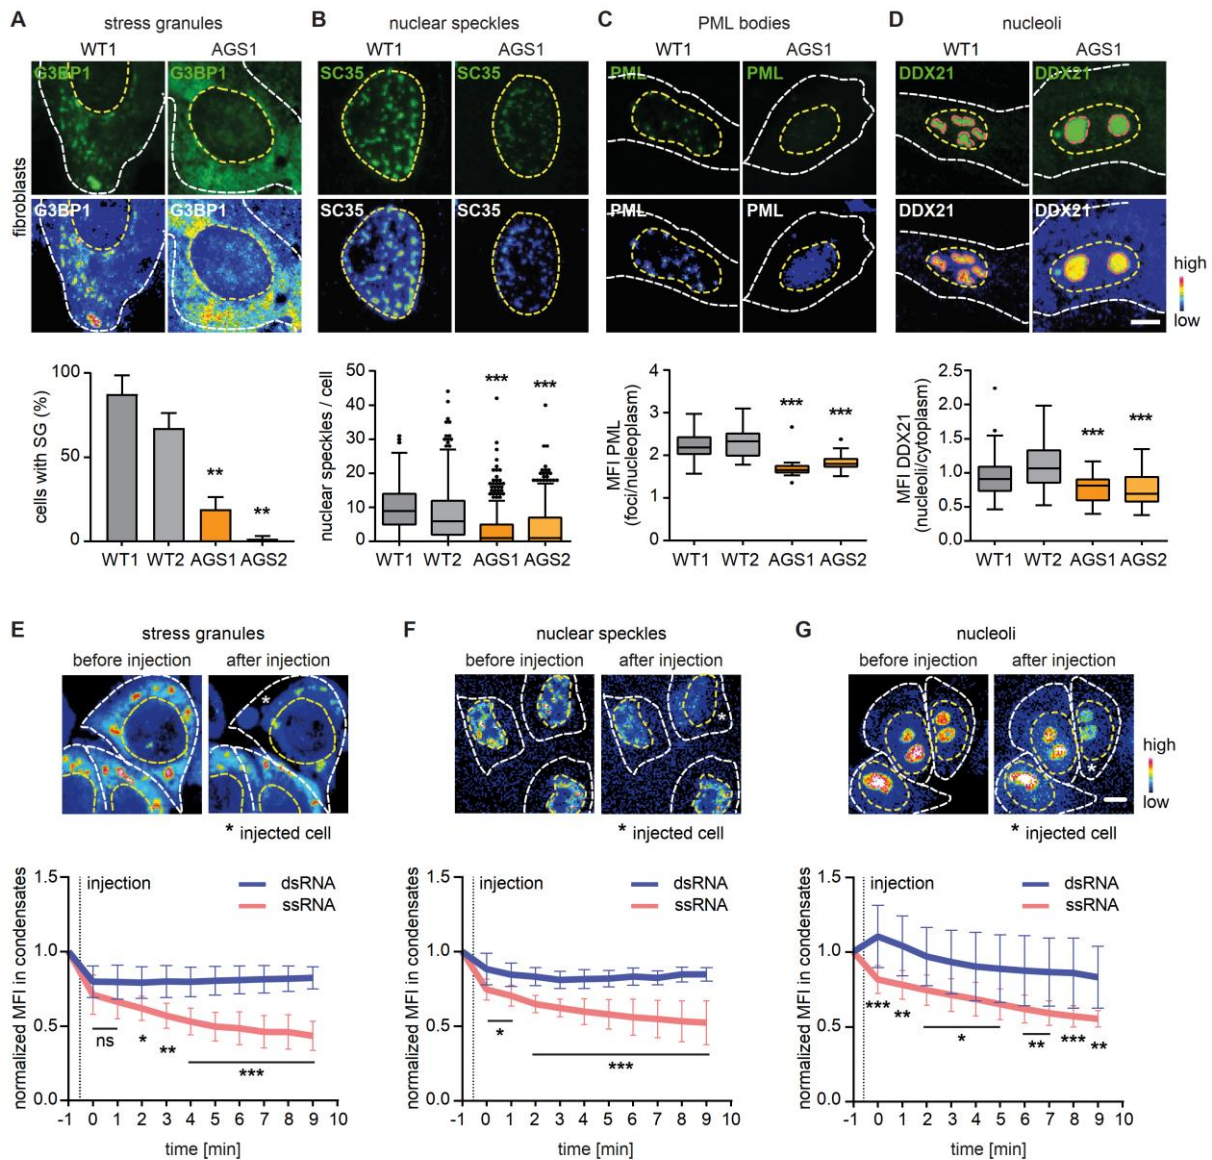 A stress granules
WT1 AGS1
G3BP1 G3BP1
fibroblasts
G3BP1 G3BP1
B nuclear speckles
WT1 AGS1
SC35 SC35
SC35 SC35
C PML bodies
WT1 AGS1
PML PML
PML PML
D nucleoli
WT1 AGS1
DDX21 DDX21
DDX21 DDX21
high
low
cells with SG (%)
100
50
0
** **
WT1 WT2 AGS1 AGS2
nuclear speckles / cell
50
40
30
20
10
0
*** ***
WT1 WT2 AGS1 AGS2
MFI PML
(foci/nucleoplasm)
4
3
2
1
0
*** ***
WT1 WT2 AGS1 AGS2
MFI DDX21
(nucleoli/cytoplasm)
2.5
2.0
1.5
1.0
0.5
0
*** ***
WT1 WT2 AGS1 AGS2
E stress granules
before injection after injection
*
* injected cell
normalized MFI in condensates
1.5
1.0
0.5
0.0
injection
dsRNA
ssRNA
ns * ** ***
-1 0 1 2 3 4 5 6 7 8 9 10
time [min]
F nuclear speckles
before injection after injection
*
* injected cell
normalized MFI in condensates
1.5
1.0
0.5
0.0
injection
dsRNA
ssRNA
* ***
-1 0 1 2 3 4 5 6 7 8 9 10
time [min]
G nucleoli
before injection after injection
*
high
low
* injected cell
normalized MFI in condensates
1.5
1.0
0.5
0.0
injection
dsRNA
ssRNA
*** ** * ** *** **
-1 0 1 2 3 4 5 6 7 8 9 10
time [min]